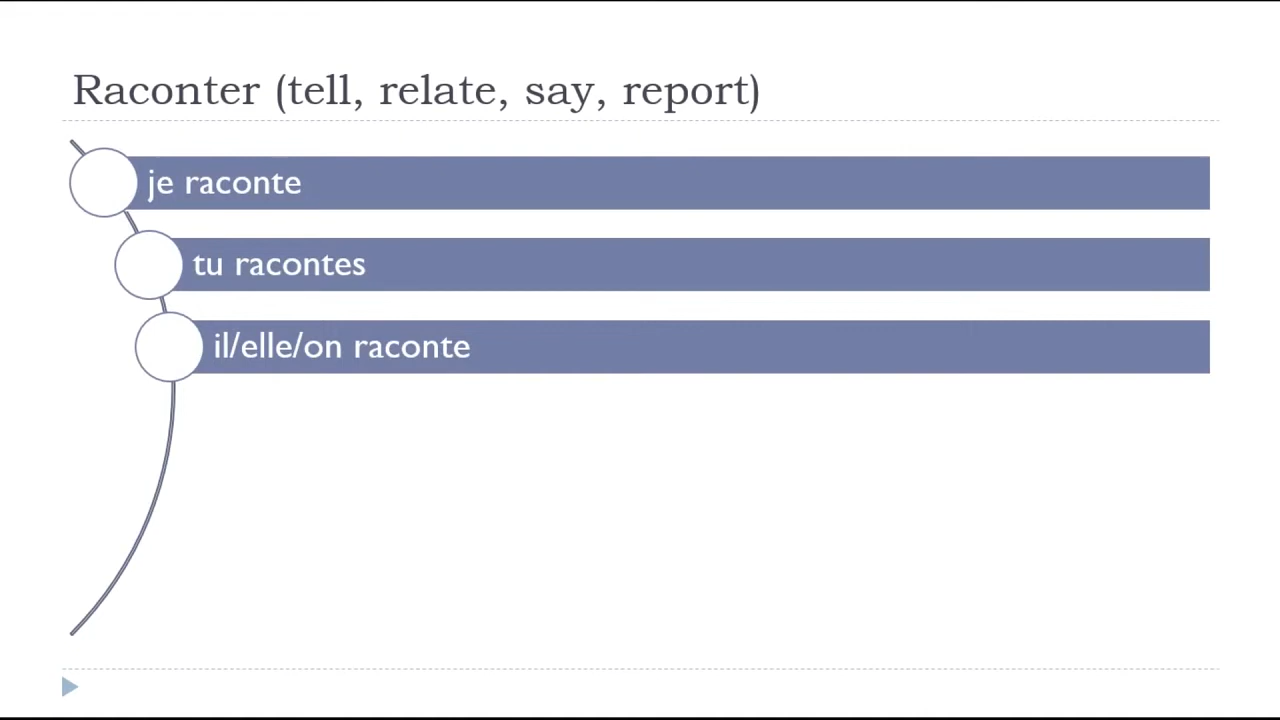 Raconter (tell, relate, say, report)
je raconte
tu racontes
il/elle/on raconte